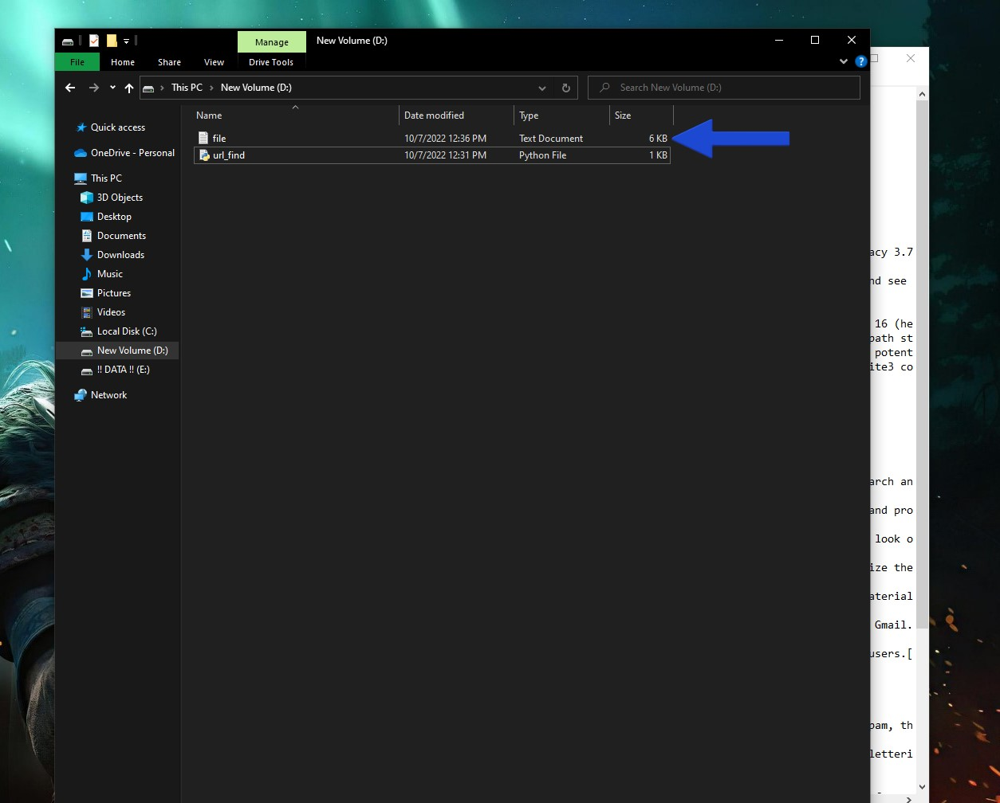 Manage New Volume (D:)
File Home Share View Drive Tools
This PC New Volume (D:) Search New Volume (D:)
Name Date modified Type Size
file 10/7/2022 12:36 PM Text Document 6 KB
url_find 10/7/2022 12:31 PM Python File 1 KB
Quick access
OneDrive - Personal
This PC
3D Objects
Desktop
Documents
Downloads
Music
Pictures
Videos
Local Disk (C:)
New Volume (D:)
!! DATA !! (E:)
Network
acy 3.7
nd see
16 (he
path st
potent
ite3 co
arch an
and pro
look o
ize the
aterial
Gmail.
users.[
pam, th
letteri